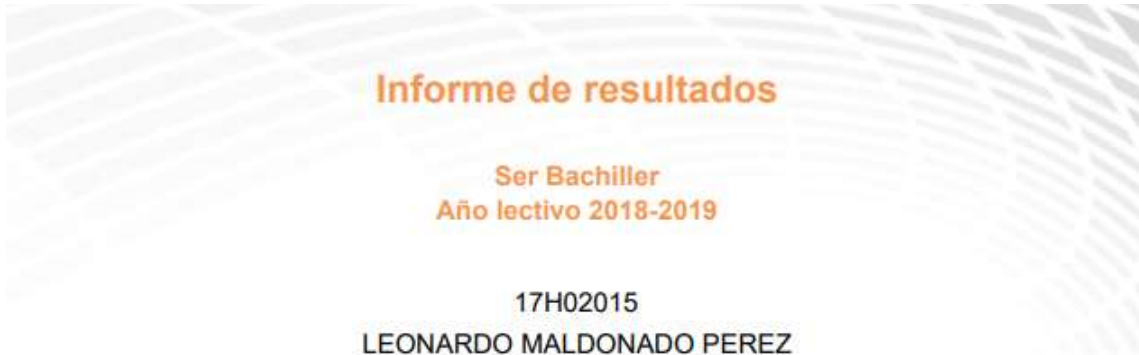 Informe de resultados
Ser Bachiller
Año lectivo 2018-2019
17H02015
LEONARDO MALDONADO PEREZ